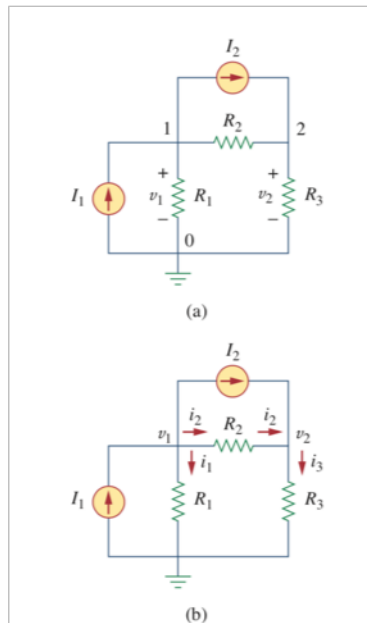 I₂
1 R₂ 2
I₁ + v₁ − R₁ + v₂ − R₃
0
(a)
I₂
v₁ i₂ R₂ i₂ v₂
i₁ i₃
I₁ R₁ R₃
(b)